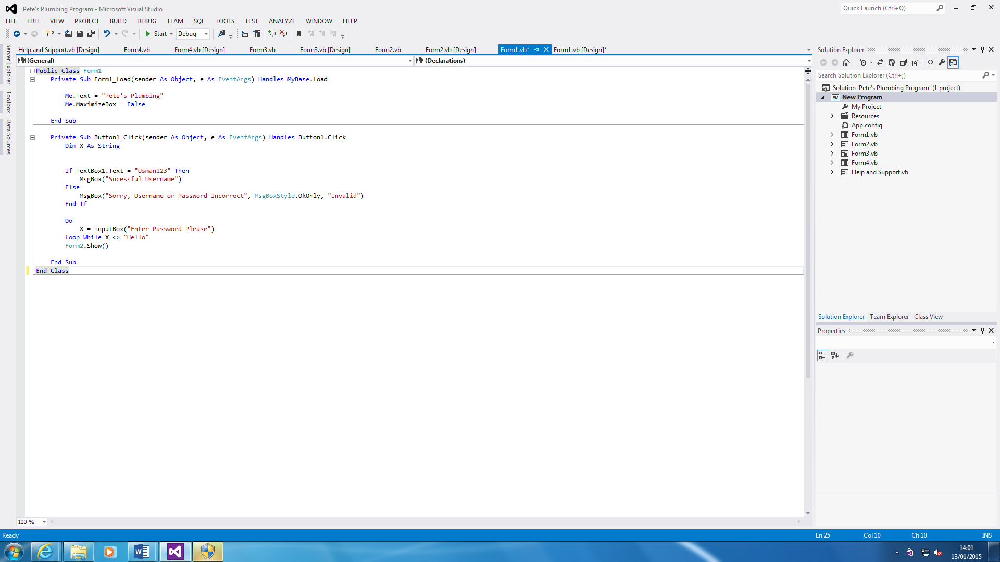 Pete's Plumbing Program - Microsoft Visual Studio
Quick Launch (Ctrl+Q)
FILE EDIT VIEW PROJECT BUILD DEBUG TEAM SQL TOOLS TEST ANALYZE WINDOW HELP
Start Debug
Help and Support.vb [Design] Form4.vb Form4.vb [Design] Form3.vb Form3.vb [Design] Form2.vb Form2.vb [Design] Form1.vb* Form1.vb [Design]*
(General) (Declarations)
Server Explorer
Toolbox
Data Sources
Public Class Form1
Private Sub Form1_Load(sender As Object, e As EventArgs) Handles MyBase.Load
Me.Text = "Pete's Plumbing"
Me.MaximizeBox = False
End Sub
Private Sub Button1_Click(sender As Object, e As EventArgs) Handles Button1.Click
Dim X As String
If TextBox1.Text = "Usman123" Then
MsgBox("Sucessful Username")
Else
MsgBox("Sorry, Username or Password Incorrect", MsgBoxStyle.OkOnly, "Invalid")
End If
Do
X = InputBox("Enter Password Please")
Loop While X <> "Hello"
Form2.Show()
End Sub
End Class
100 %
Solution Explorer
Search Solution Explorer (Ctrl+;)
Solution 'Pete's Plumbing Program' (1 project)
VB New Program
My Project
Resources
App.config
Form1.vb
Form2.vb
Form3.vb
Form4.vb
Help and Support.vb
Solution Explorer Team Explorer Class View
Properties
Ready Ln 25 Col 10 Ch 10 INS
14:01
13/01/2015